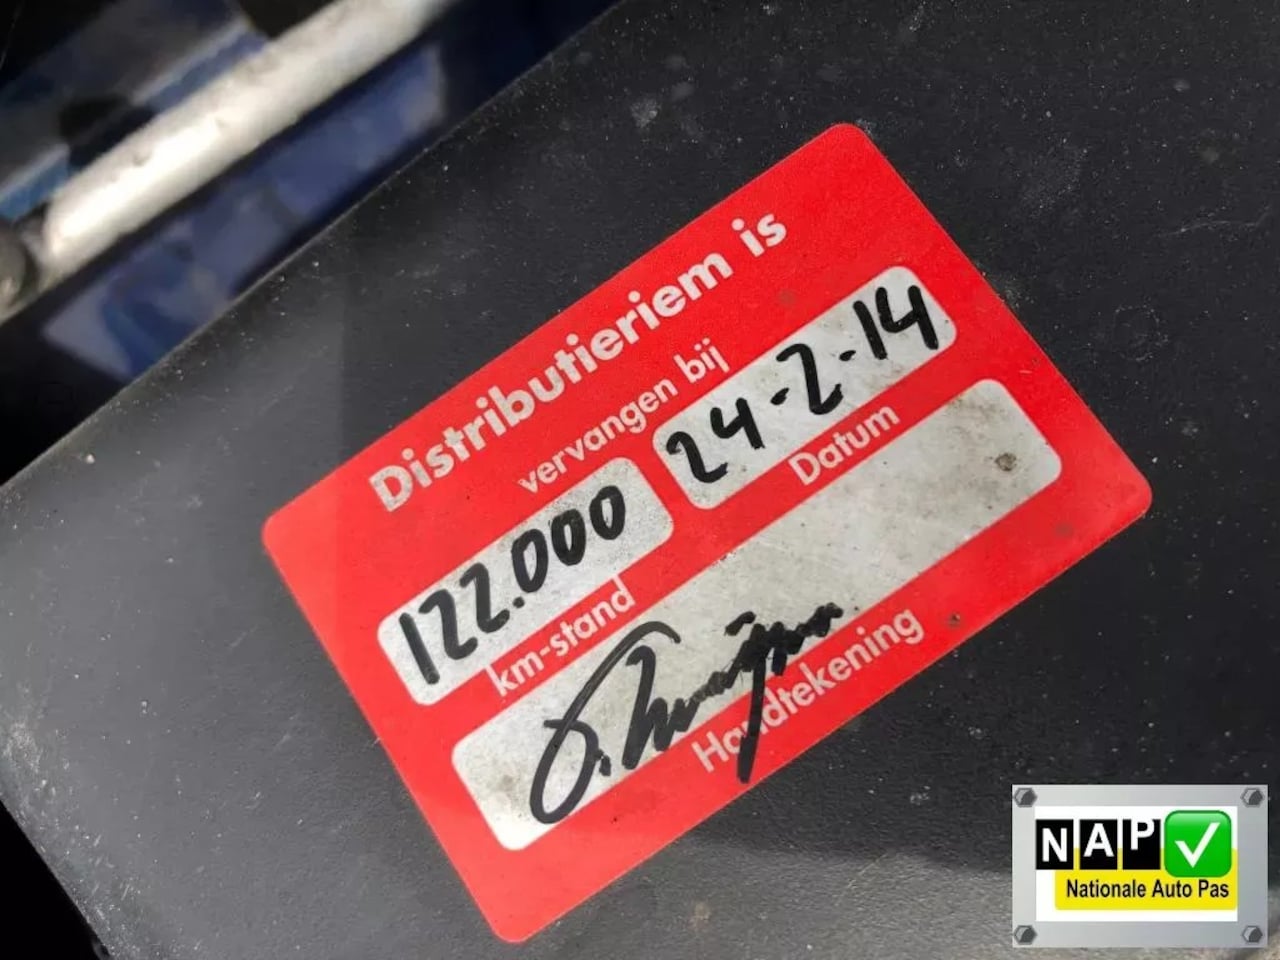 Distributieriem is
vervangen bij
122.000 24-2-14
km-stand Datum
Handtekening
NAP
Nationale Auto Pas